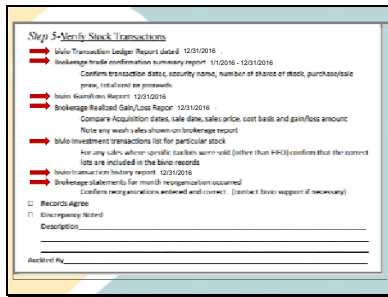 Step 5-Verify Stock Transactions
bivio Transaction Ledger Report dated 12/31/2016
Brokerage trade confirmation summary report 1/1/2016 - 12/31/2016
Confirm transaction dates, security name, number of shares of stock, purchase/sale
price, total cost or proceeds
bivio Gain/Loss Report 12/31/2016
Brokerage Realized Gain/Loss Report 12/31/2016
Compare Acquisition dates, sale date, sales price, cost basis and gain/loss amount
Note any wash sales shown on brokerage report
bivio investment transactions list for particular stock
For any sales where specific tax lots were sold (other than FIFO) confirm that the correct
lots are included in the bivio records
bivio transaction history report 12/31/2016
Brokerage statements for month reorganization occurred
Confirm reorganizations entered and correct. (contact bivio support if necessary)
Records Agree
Discrepancy Noted
Description
Audited By